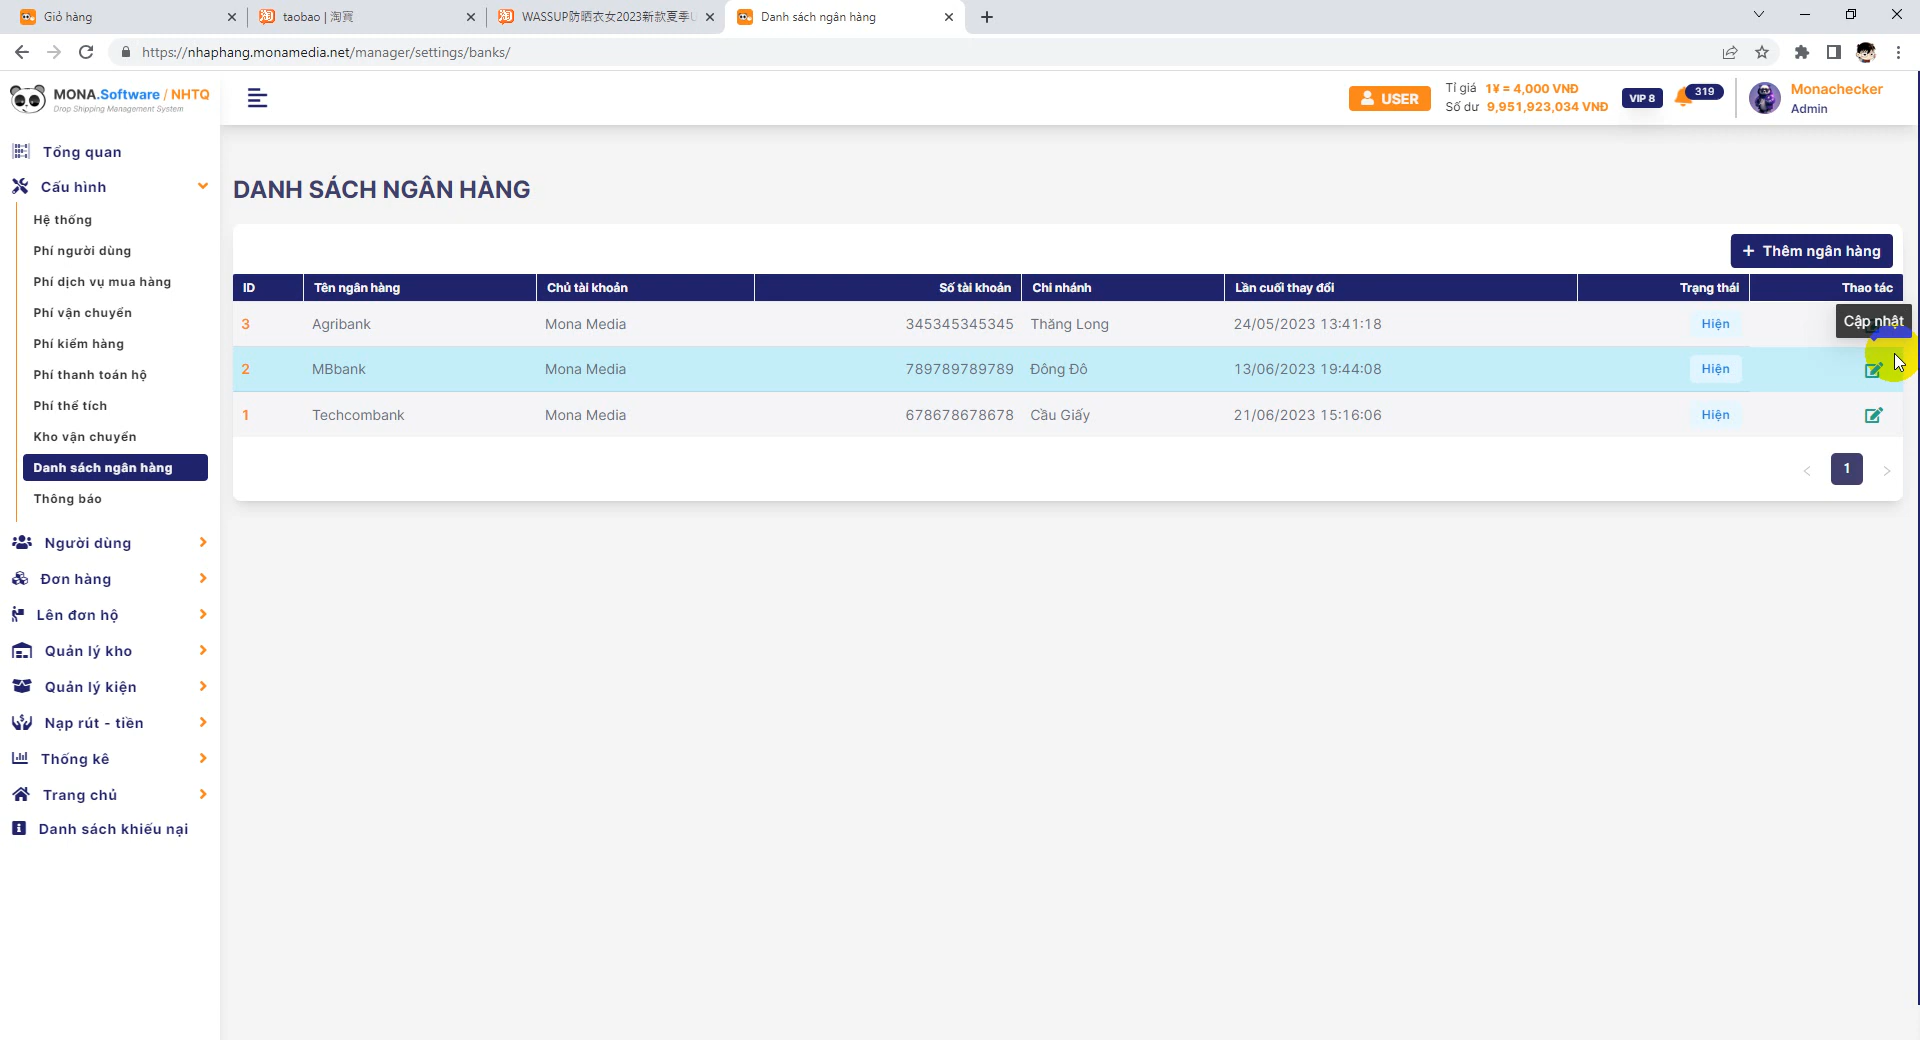 Giỏ hàng
taobao | 淘寶
WASSUP防晒衣女2023新款夏季U
Danh sách ngân hàng
https://nhaphang.monamedia.net/manager/settings/banks/
MONA.Software / NHTQ
Drop Shipping Management System
USER
Tỉ giá 1¥ = 4,000 VNĐ
Số dư 9,951,923,034 VNĐ
VIP 8
319
Monachecker
Admin
Tổng quan
Cấu hình
Hệ thống
Phí người dùng
Phí dịch vụ mua hàng
Phí vận chuyển
Phí kiểm hàng
Phí thanh toán hộ
Phí thể tích
Kho vận chuyển
Danh sách ngân hàng
Thông báo
Người dùng
Đơn hàng
Lên đơn hộ
Quản lý kho
Quản lý kiện
Nạp rút - tiền
Thống kê
Trang chủ
Danh sách khiếu nại
DANH SÁCH NGÂN HÀNG
+ Thêm ngân hàng
ID Tên ngân hàng Chủ tài khoản Số tài khoản Chi nhánh Lần cuối thay đổi Trạng thái Thao tác
3 Agribank Mona Media 345345345345 Thăng Long 24/05/2023 13:41:18 Hiện
Cập nhật
2 MBbank Mona Media 789789789789 Đông Đô 13/06/2023 19:44:08 Hiện
1 Techcombank Mona Media 678678678678 Cầu Giấy 21/06/2023 15:16:06 Hiện
< 1 >